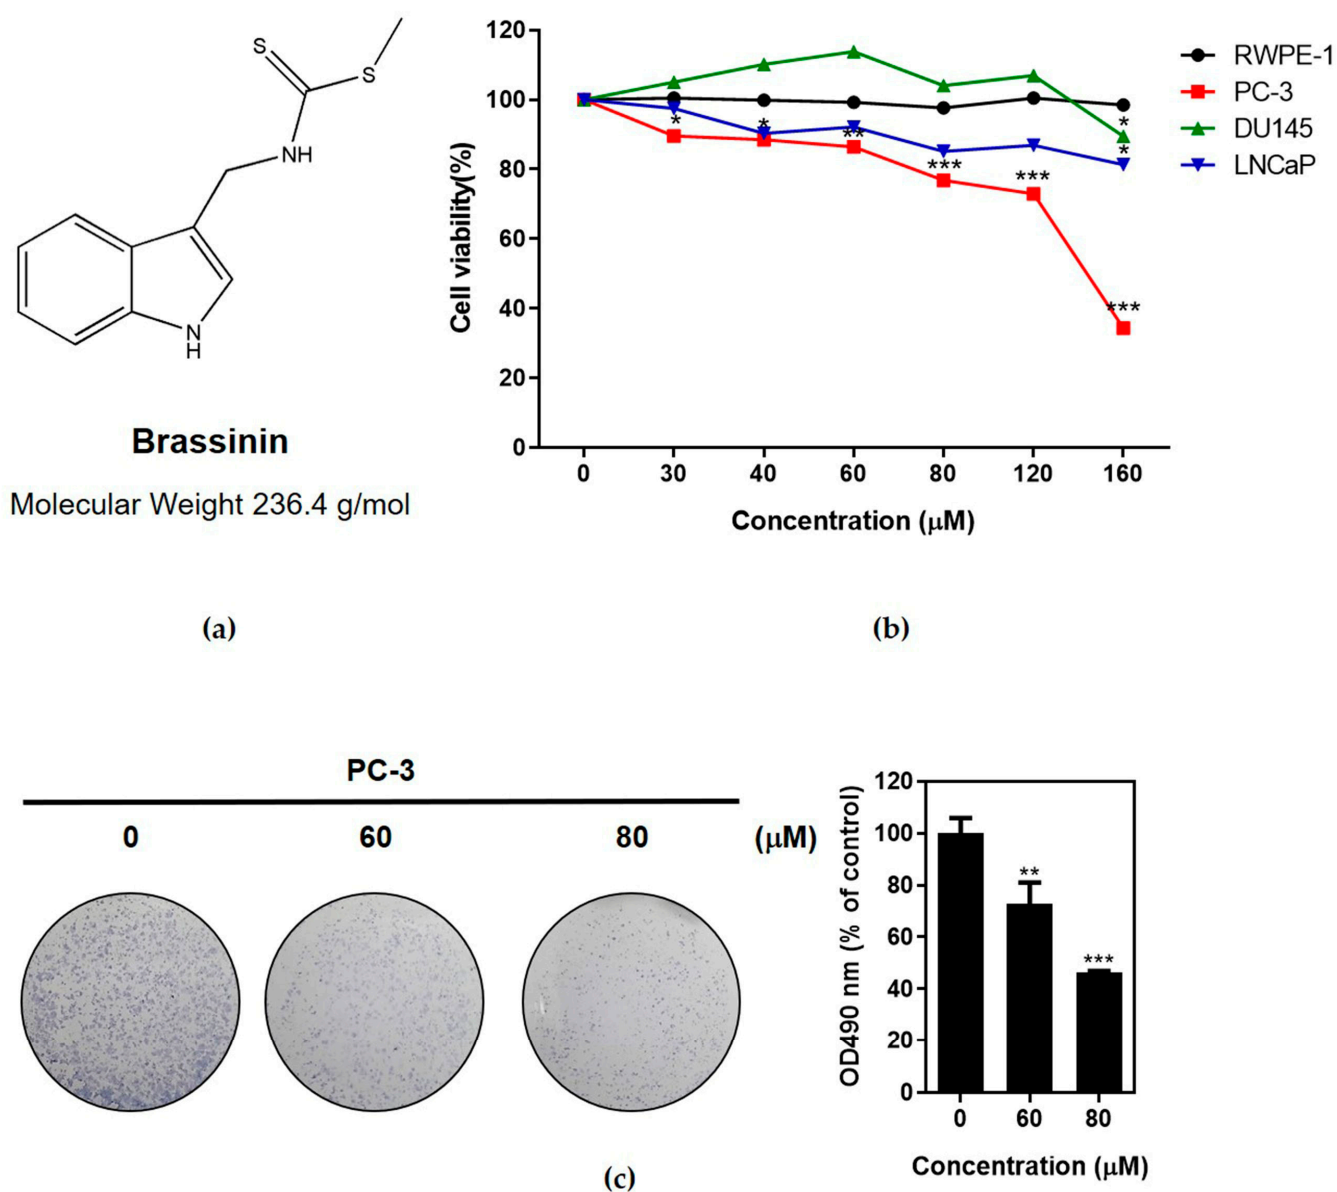 S
S
NH
N
H
Brassinin
Molecular Weight 236.4 g/mol
(a)
120
100
80
60
40
20
0
Cell viability(%)
*
*
**
***
***
***
*
*
0 30 40 60 80 120 160
Concentration (μM)
RWPE-1
PC-3
DU145
LNCaP
(b)
PC-3
0 60 80 (μM)
120
100
80
60
40
20
0
OD490 nm (% of control)
**
***
0 60 80
Concentration (μM)
(c)